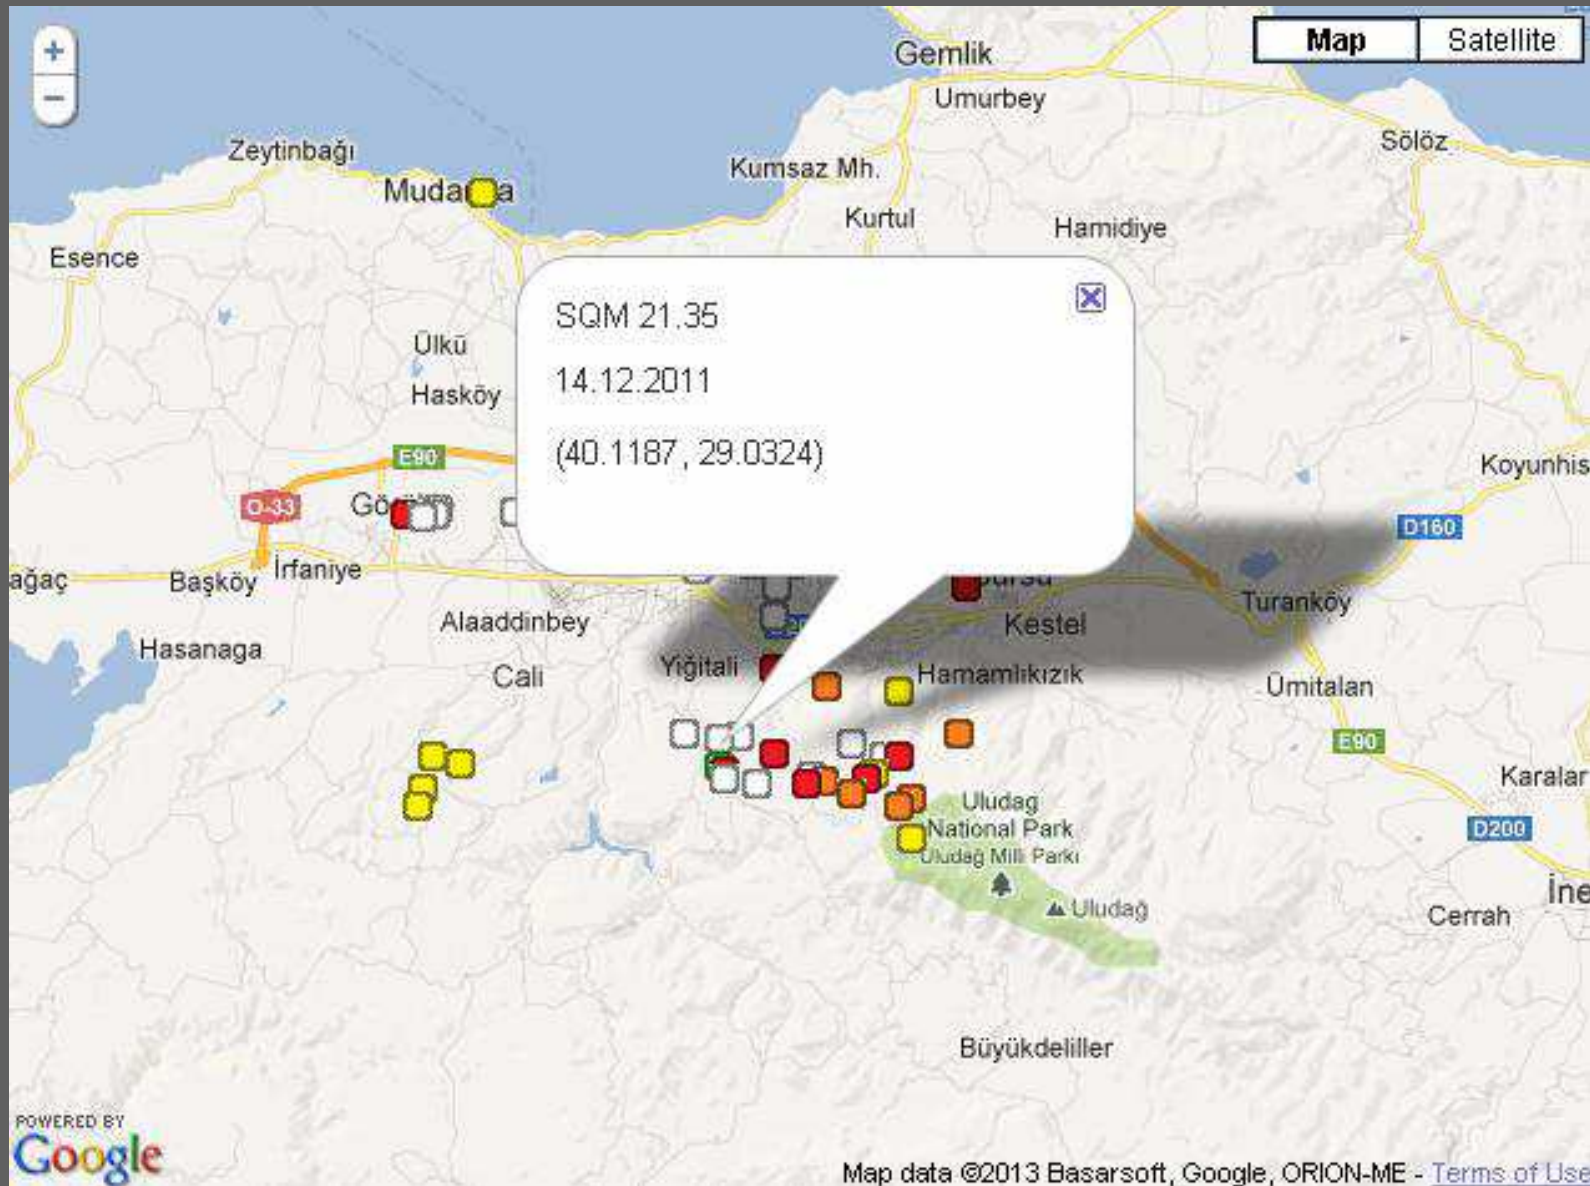 +
Gemlik
Map
Satellite
−
Umurbey
Zeytinbağı
Sölöz
Kumsaz Mh.
Kurtul
Hamidiye
Esence
SQM 21.35
14.12.2011
(40.1187, 29.0324)
Ülkü
Hasköy
E90
Koyunhis
O-33
D160
ağaç
Başköy
İrfaniye
Turanköy
Alaaddinbey
Kestel
Hasanaga
Yiğitali
Cali
Hamamlıkızık
Ümitalan
E90
Karalar
Uludag
National Park
Uludağ Milli Parkı
D200
Uludağ
İne
Cerrah
Büyükdeliller
POWERED BY
Google
Map data ©2013 Basarsoft, Google, ORION-ME - Terms of Use